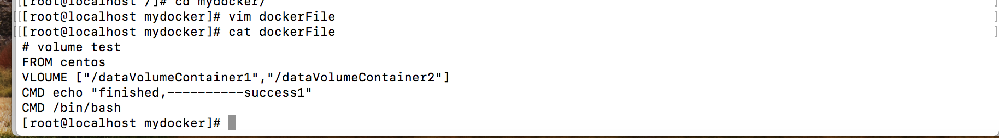 [root@localhost /]# cd mydocker/
[root@localhost mydocker]# vim dockerFile
[root@localhost mydocker]# cat dockerFile
# volume test
FROM centos
VLOUME ["/dataVolumeContainer1","/dataVolumeContainer2"]
CMD echo "finished,----------success1"
CMD /bin/bash
[root@localhost mydocker]#